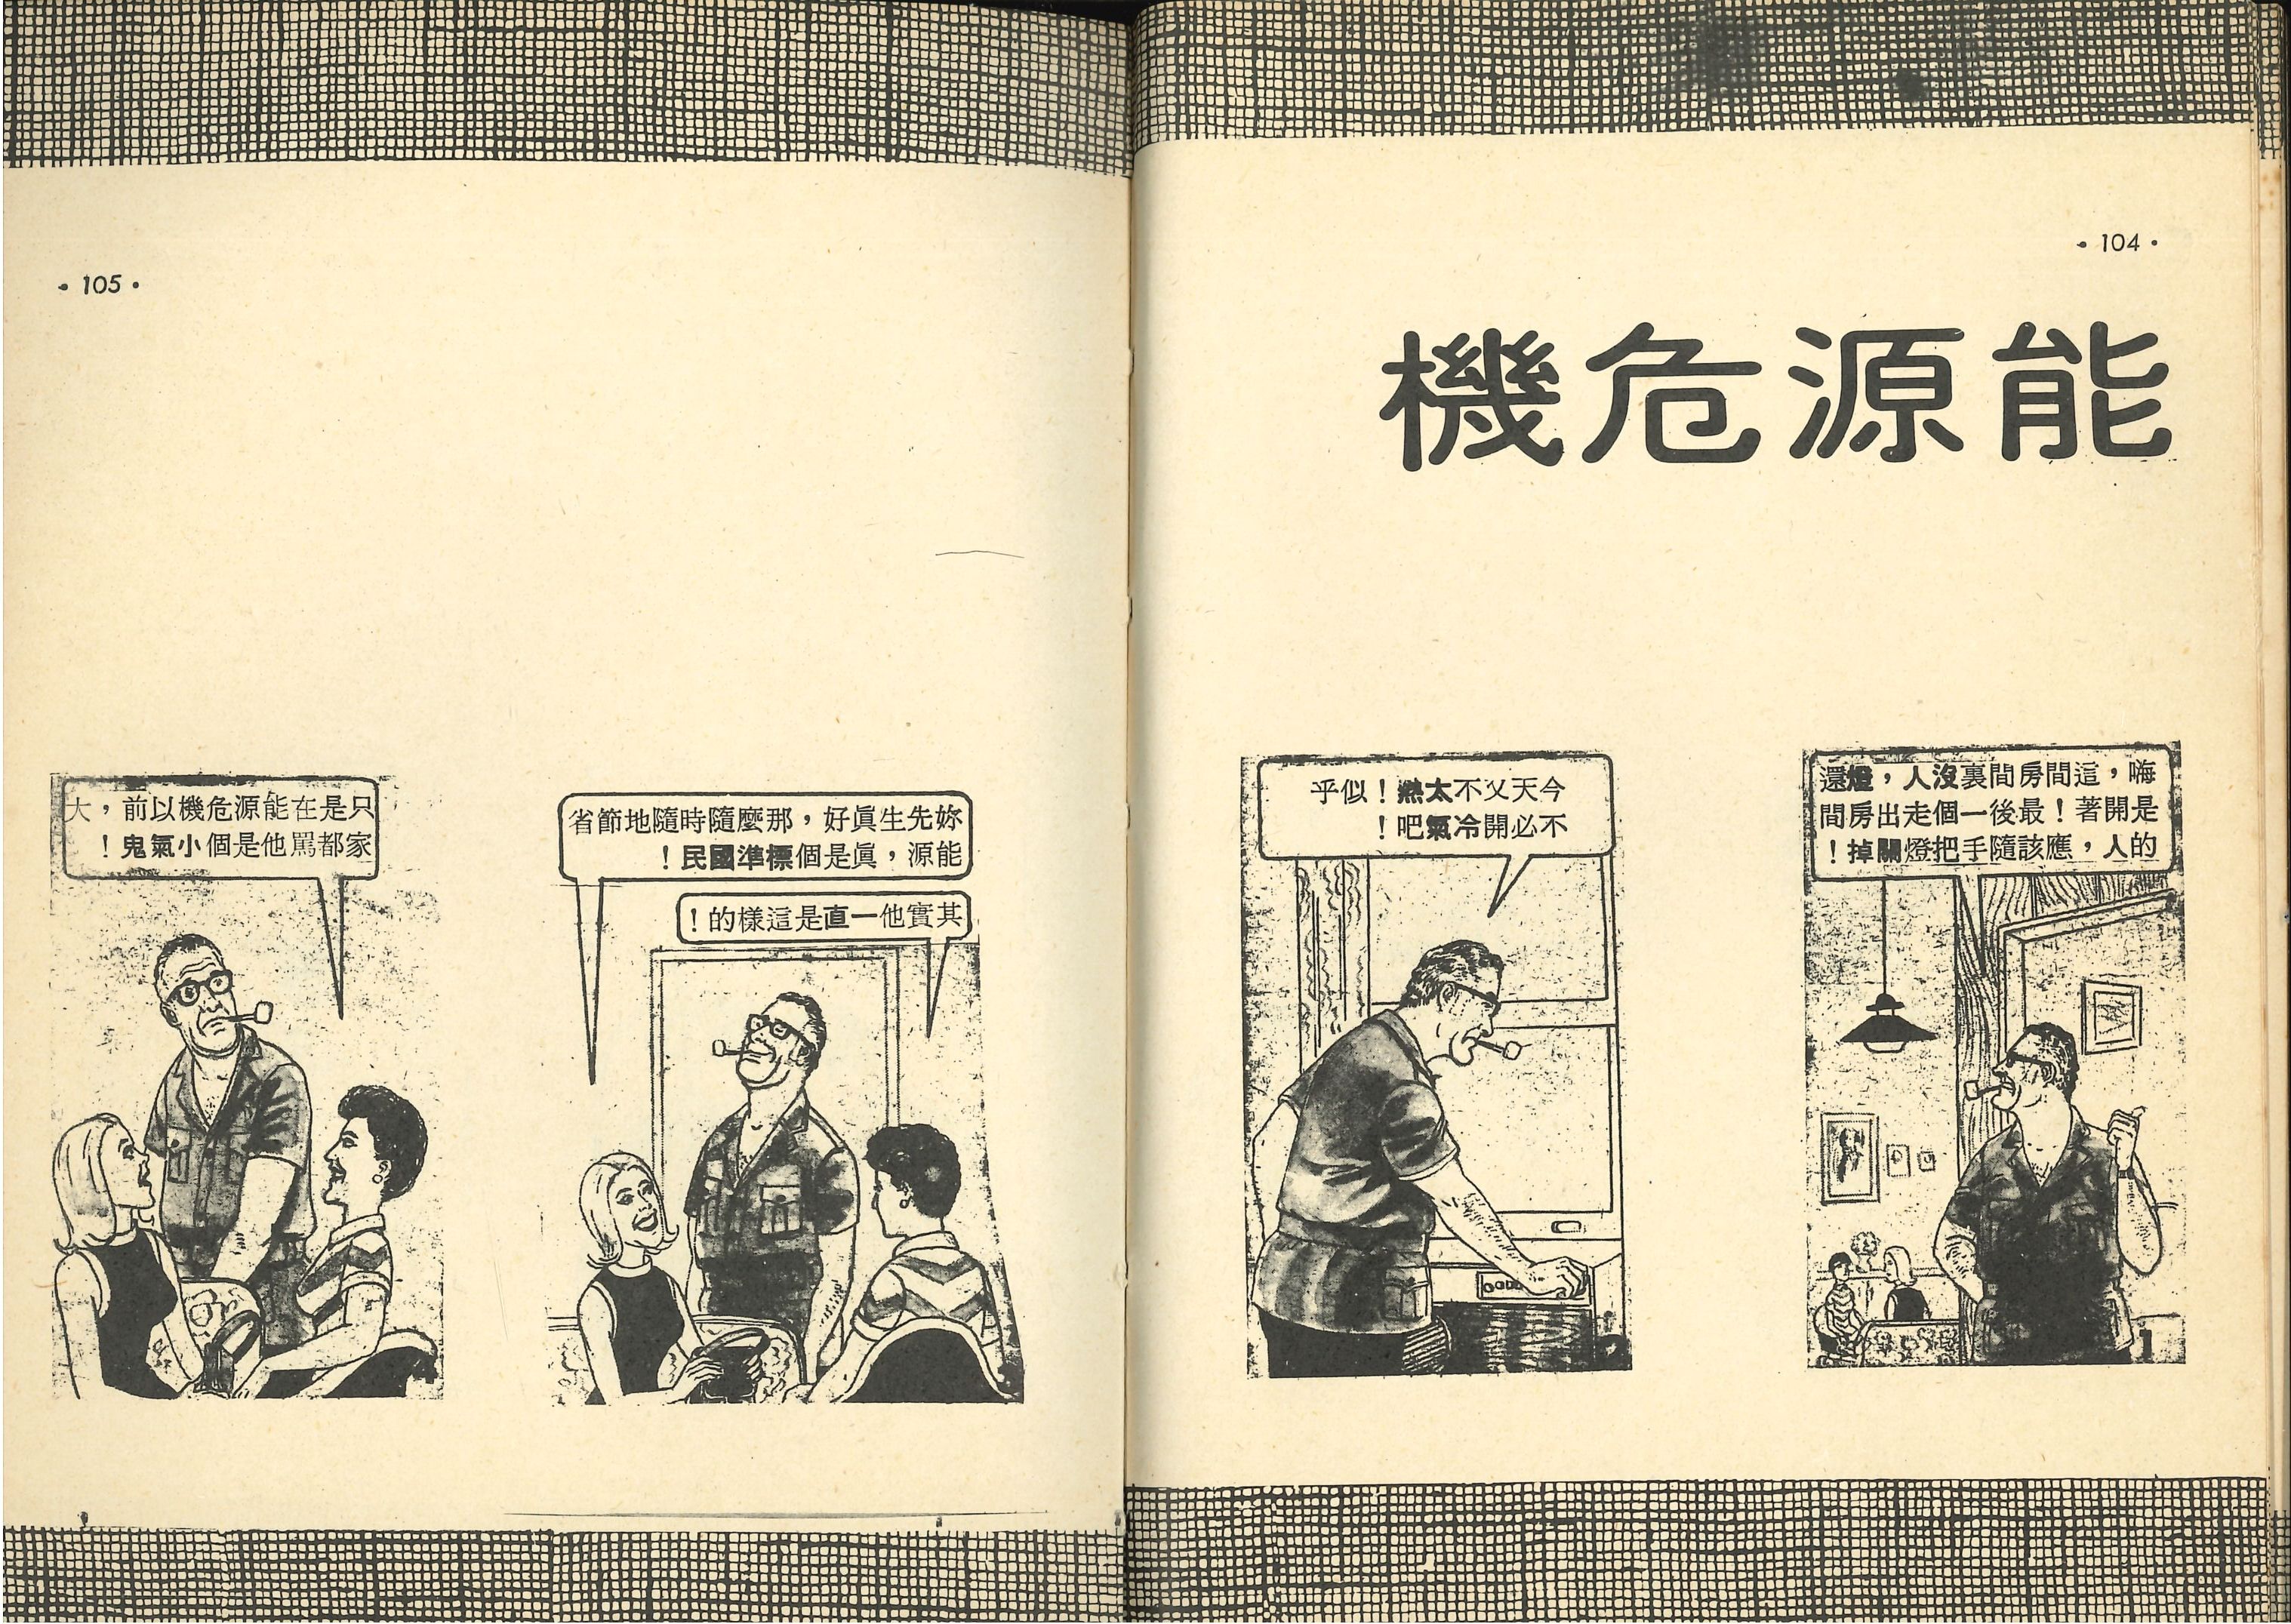 · 104 ·
能源危機
嗨，這間房間裏沒人，燈還
是開著！最後一個走出房間
的人，應該隨手把燈關掉！
今天又不太熱！似乎
不必開冷氣吧！
· 105 ·
妳先生眞好，那麼隨時隨地節省
能源，眞是個標準國民！
其實他一直是這樣的！
只是在能源危機以前，大
家都罵他是個小氣鬼！